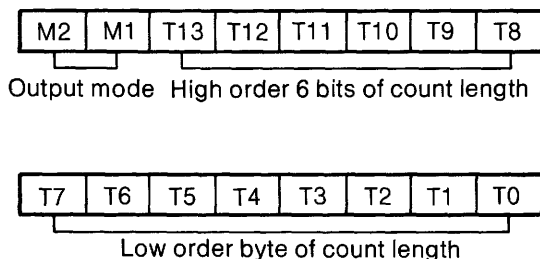 M2 M1 T13 T12 T11 T10 T9 T8
Output mode High order 6 bits of count length
T7 T6 T5 T4 T3 T2 T1 T0
Low order byte of count length